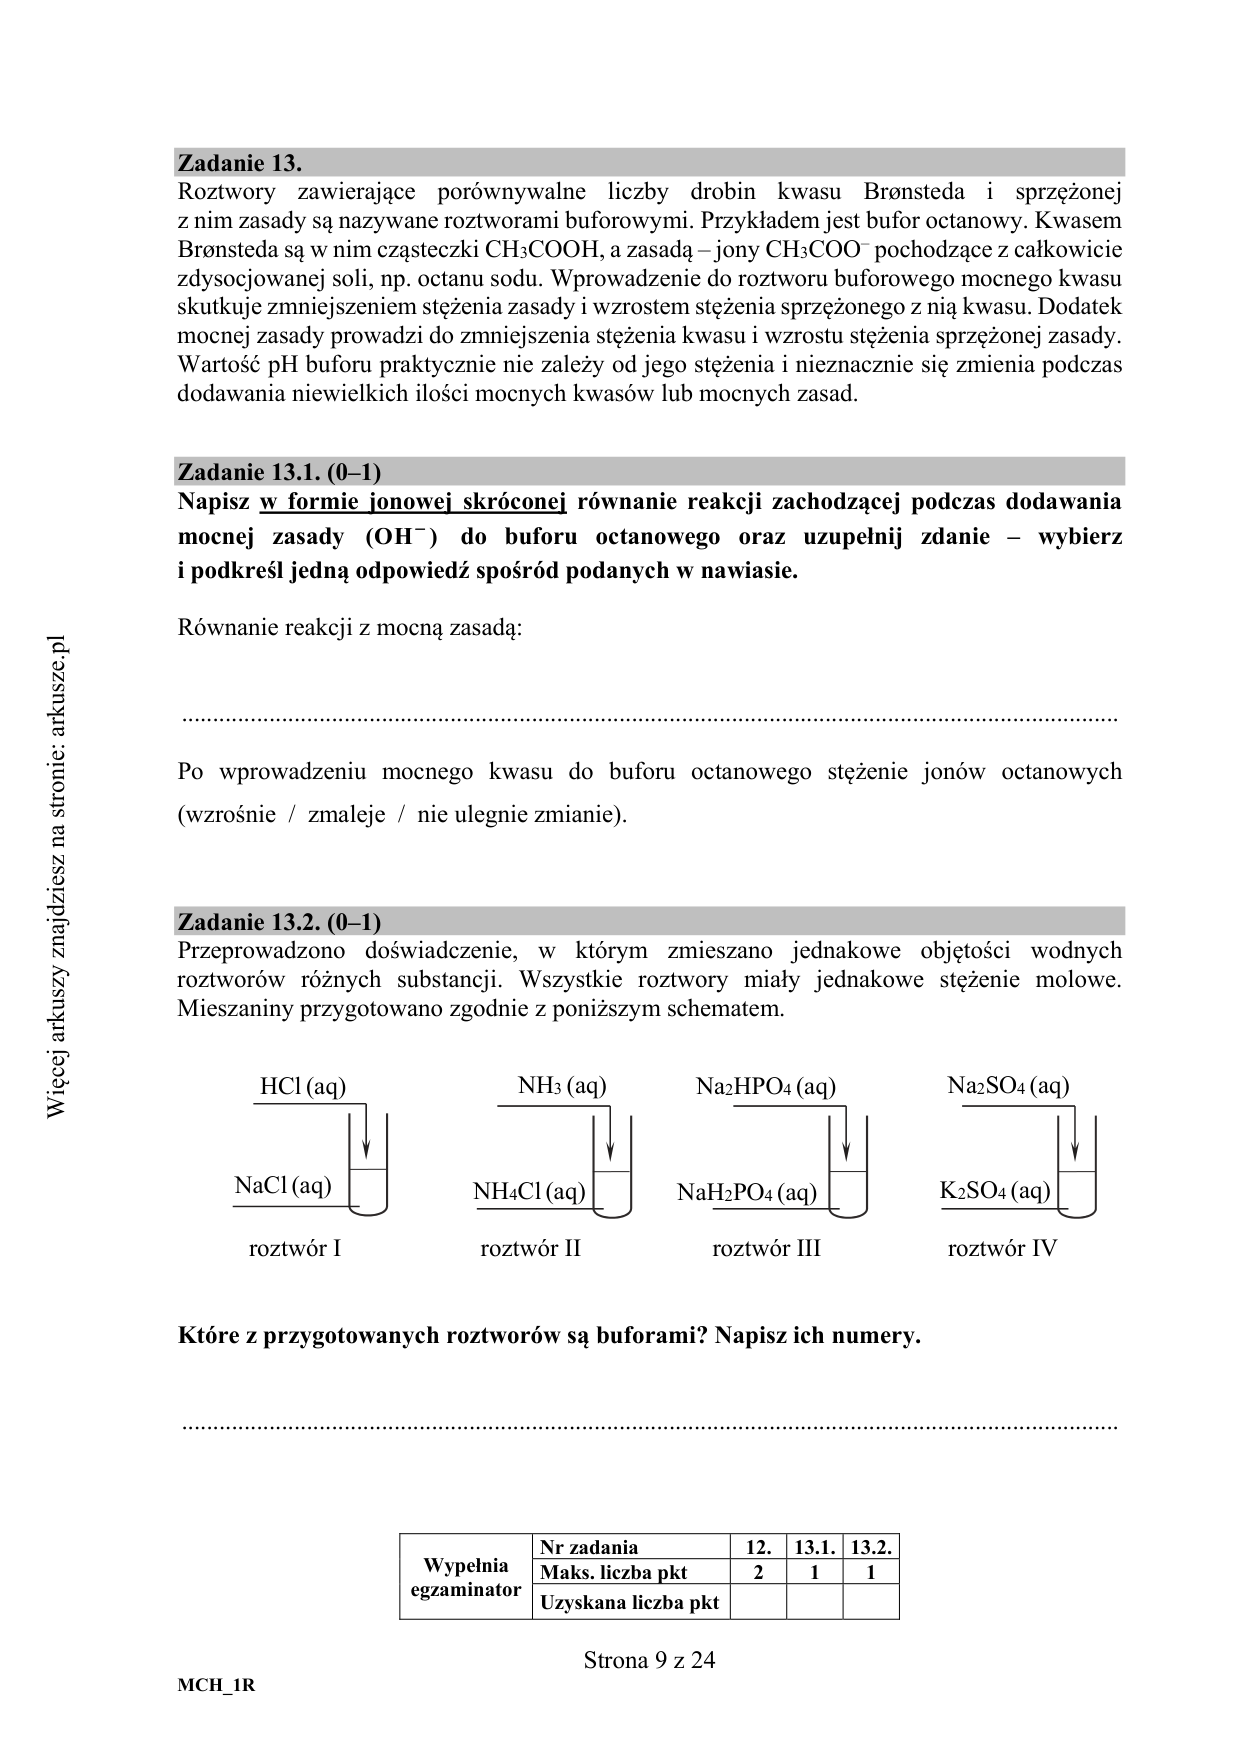 Zadanie 13.
Roztwory zawierające porównywalne liczby drobin kwasu Brønsteda i sprzężonej
z nim zasady są nazywane roztworami buforowymi. Przykładem jest bufor octanowy. Kwasem
Brønsteda są w nim cząsteczki CH₃COOH, a zasadą – jony CH₃COO⁻ pochodzące z całkowicie
zdysocjowanej soli, np. octanu sodu. Wprowadzenie do roztworu buforowego mocnego kwasu
skutkuje zmniejszeniem stężenia zasady i wzrostem stężenia sprzężonego z nią kwasu. Dodatek
mocnej zasady prowadzi do zmniejszenia stężenia kwasu i wzrostu stężenia sprzężonej zasady.
Wartość pH buforu praktycznie nie zależy od jego stężenia i nieznacznie się zmienia podczas
dodawania niewielkich ilości mocnych kwasów lub mocnych zasad.
Zadanie 13.1. (0–1)
Napisz w formie jonowej skróconej równanie reakcji zachodzącej podczas dodawania
mocnej zasady (OH⁻) do buforu octanowego oraz uzupełnij zdanie – wybierz
i podkreśl jedną odpowiedź spośród podanych w nawiasie.
Równanie reakcji z mocną zasadą:
Po wprowadzeniu mocnego kwasu do buforu octanowego stężenie jonów octanowych
(wzrośnie / zmaleje / nie ulegnie zmianie).
Zadanie 13.2. (0–1)
Przeprowadzono doświadczenie, w którym zmieszano jednakowe objętości wodnych
roztworów różnych substancji. Wszystkie roztwory miały jednakowe stężenie molowe.
Mieszaniny przygotowano zgodnie z poniższym schematem.
HCl (aq) NH₃ (aq) Na₂HPO₄ (aq) Na₂SO₄ (aq)
NaCl (aq) NH₄Cl (aq) NaH₂PO₄ (aq) K₂SO₄ (aq)
roztwór I roztwór II roztwór III roztwór IV
Które z przygotowanych roztworów są buforami? Napisz ich numery.
Wypełnia egzaminator
Nr zadania 12. 13.1. 13.2.
Maks. liczba pkt 2 1 1
Uzyskana liczba pkt
Strona 9 z 24
MCH_1R
Więcej arkuszy znajdziesz na stronie: arkusze.pl